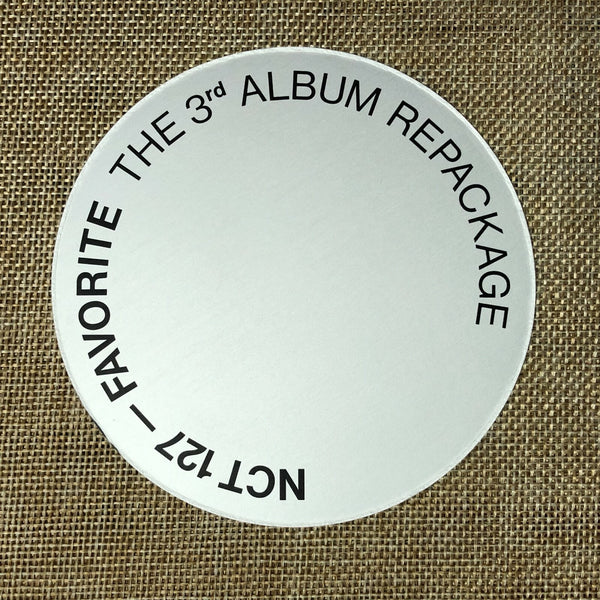 NCT 127 — FAVORITE THE 3rd ALBUM REPACKAGE